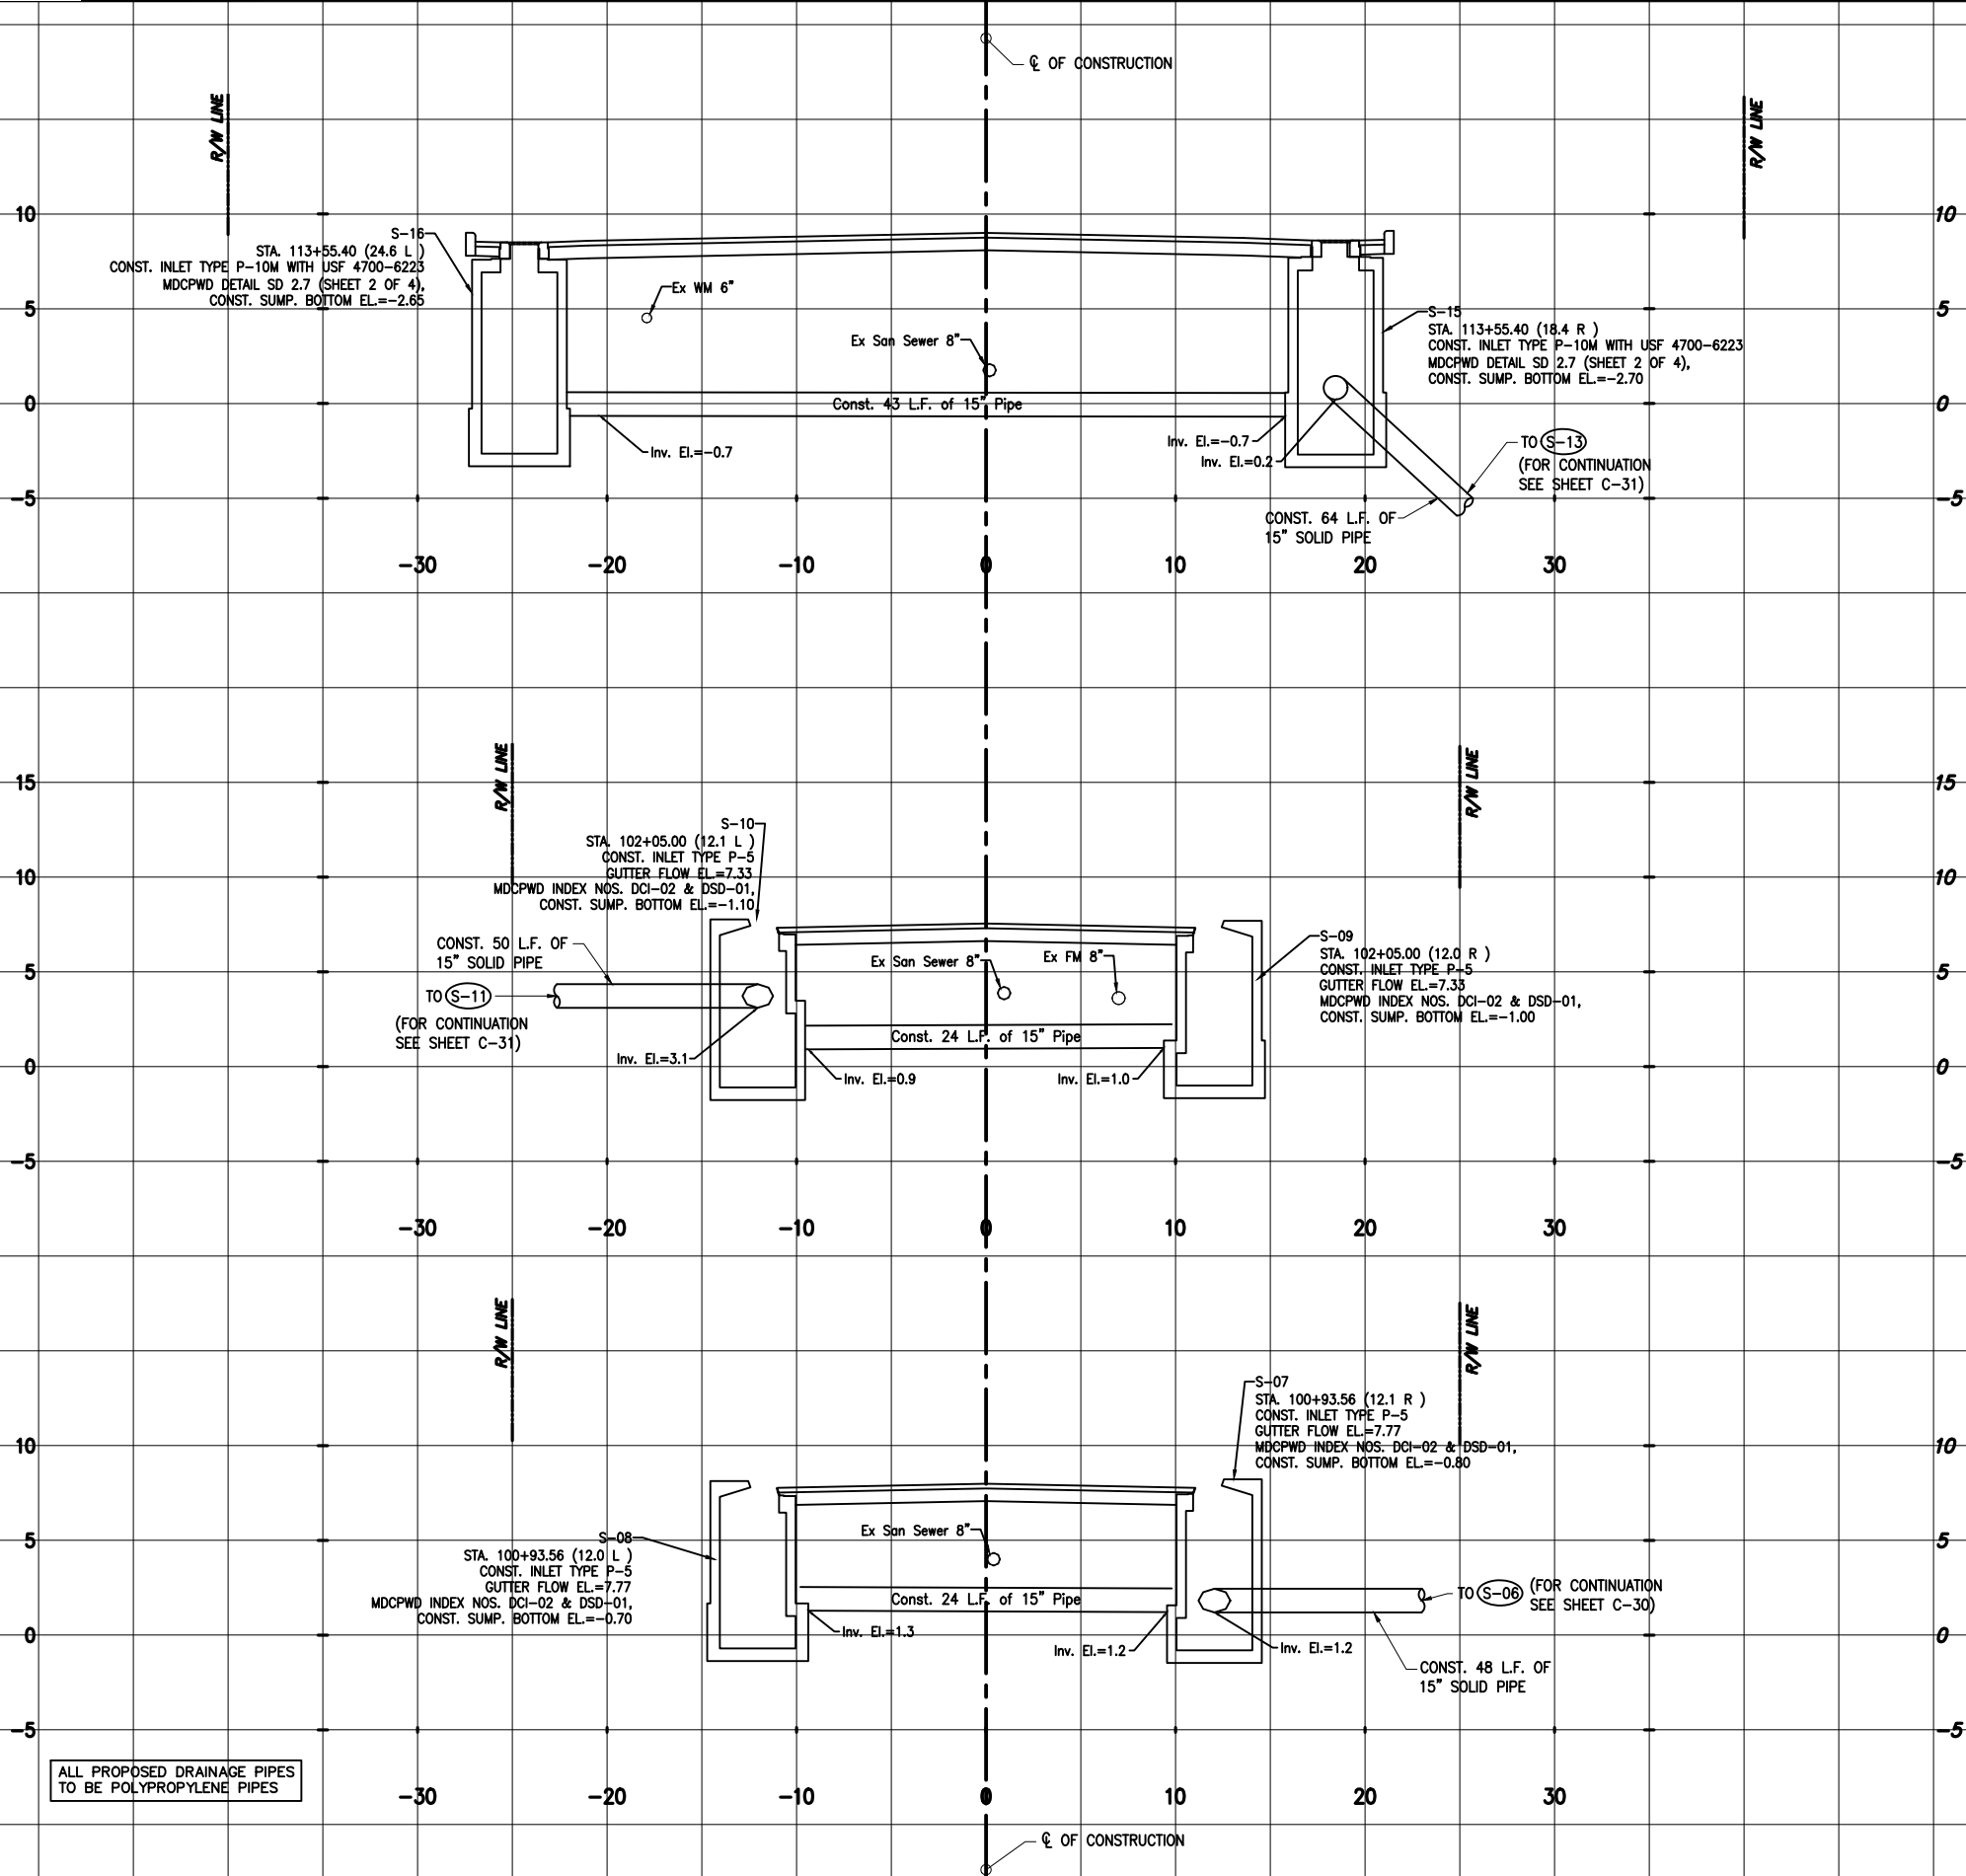 ℄ OF CONSTRUCTION
R/W LINE
R/W LINE
10
10
S-16
STA. 113+55.40 (24.6 L )
CONST. INLET TYPE P-10M WITH USF 4700-6223
MDCPWD DETAIL SD 2.7 (SHEET 2 OF 4),
CONST. SUMP. BOTTOM EL.=-2.65
Ex WM 6"
5
5
S-15
STA. 113+55.40 (18.4 R )
CONST. INLET TYPE P-10M WITH USF 4700-6223
MDCPWD DETAIL SD 2.7 (SHEET 2 OF 4),
CONST. SUMP. BOTTOM EL.=-2.70
Ex San Sewer 8"
0
Const. 43 L.F. of 15" Pipe
0
Inv. El.=-0.7
Inv. El.=-0.7
Inv. El.=0.2
TO S-13
(FOR CONTINUATION
SEE SHEET C-31)
-5
-5
CONST. 64 L.F. OF
15" SOLID PIPE
-30 -20 -10 0 10 20 30
R/W LINE
R/W LINE
15
15
S-10
STA. 102+05.00 (12.1 L )
CONST. INLET TYPE P-5
GUTTER FLOW EL.=7.33
MDCPWD INDEX NOS. DCI-02 & DSD-01,
CONST. SUMP. BOTTOM EL.=-1.10
10
10
CONST. 50 L.F. OF
15" SOLID PIPE
Ex San Sewer 8"
Ex FM 8"
S-09
STA. 102+05.00 (12.0 R )
CONST. INLET TYPE P-5
GUTTER FLOW EL.=7.33
MDCPWD INDEX NOS. DCI-02 & DSD-01,
CONST. SUMP. BOTTOM EL.=-1.00
5
5
TO S-11
(FOR CONTINUATION
SEE SHEET C-31)
Const. 24 L.F. of 15" Pipe
Inv. El.=3.1
0
0
Inv. El.=0.9
Inv. El.=1.0
-5
-5
-30 -20 -10 0 10 20 30
R/W LINE
R/W LINE
S-07
STA. 100+93.56 (12.1 R )
CONST. INLET TYPE P-5
GUTTER FLOW EL.=7.77
MDCPWD INDEX NOS. DCI-02 & DSD-01,
CONST. SUMP. BOTTOM EL.=-0.80
10
10
Ex San Sewer 8"
5
5
S-08
STA. 100+93.56 (12.0 L )
CONST. INLET TYPE P-5
GUTTER FLOW EL.=7.77
MDCPWD INDEX NOS. DCI-02 & DSD-01,
CONST. SUMP. BOTTOM EL.=-0.70
Const. 24 L.F. of 15" Pipe
TO S-06 (FOR CONTINUATION
SEE SHEET C-30)
0
0
Inv. El.=1.3
Inv. El.=1.2
Inv. El.=1.2
CONST. 48 L.F. OF
15" SOLID PIPE
-5
-5
ALL PROPOSED DRAINAGE PIPES
TO BE POLYPROPYLENE PIPES
-30 -20 -10 0 10 20 30
℄ OF CONSTRUCTION